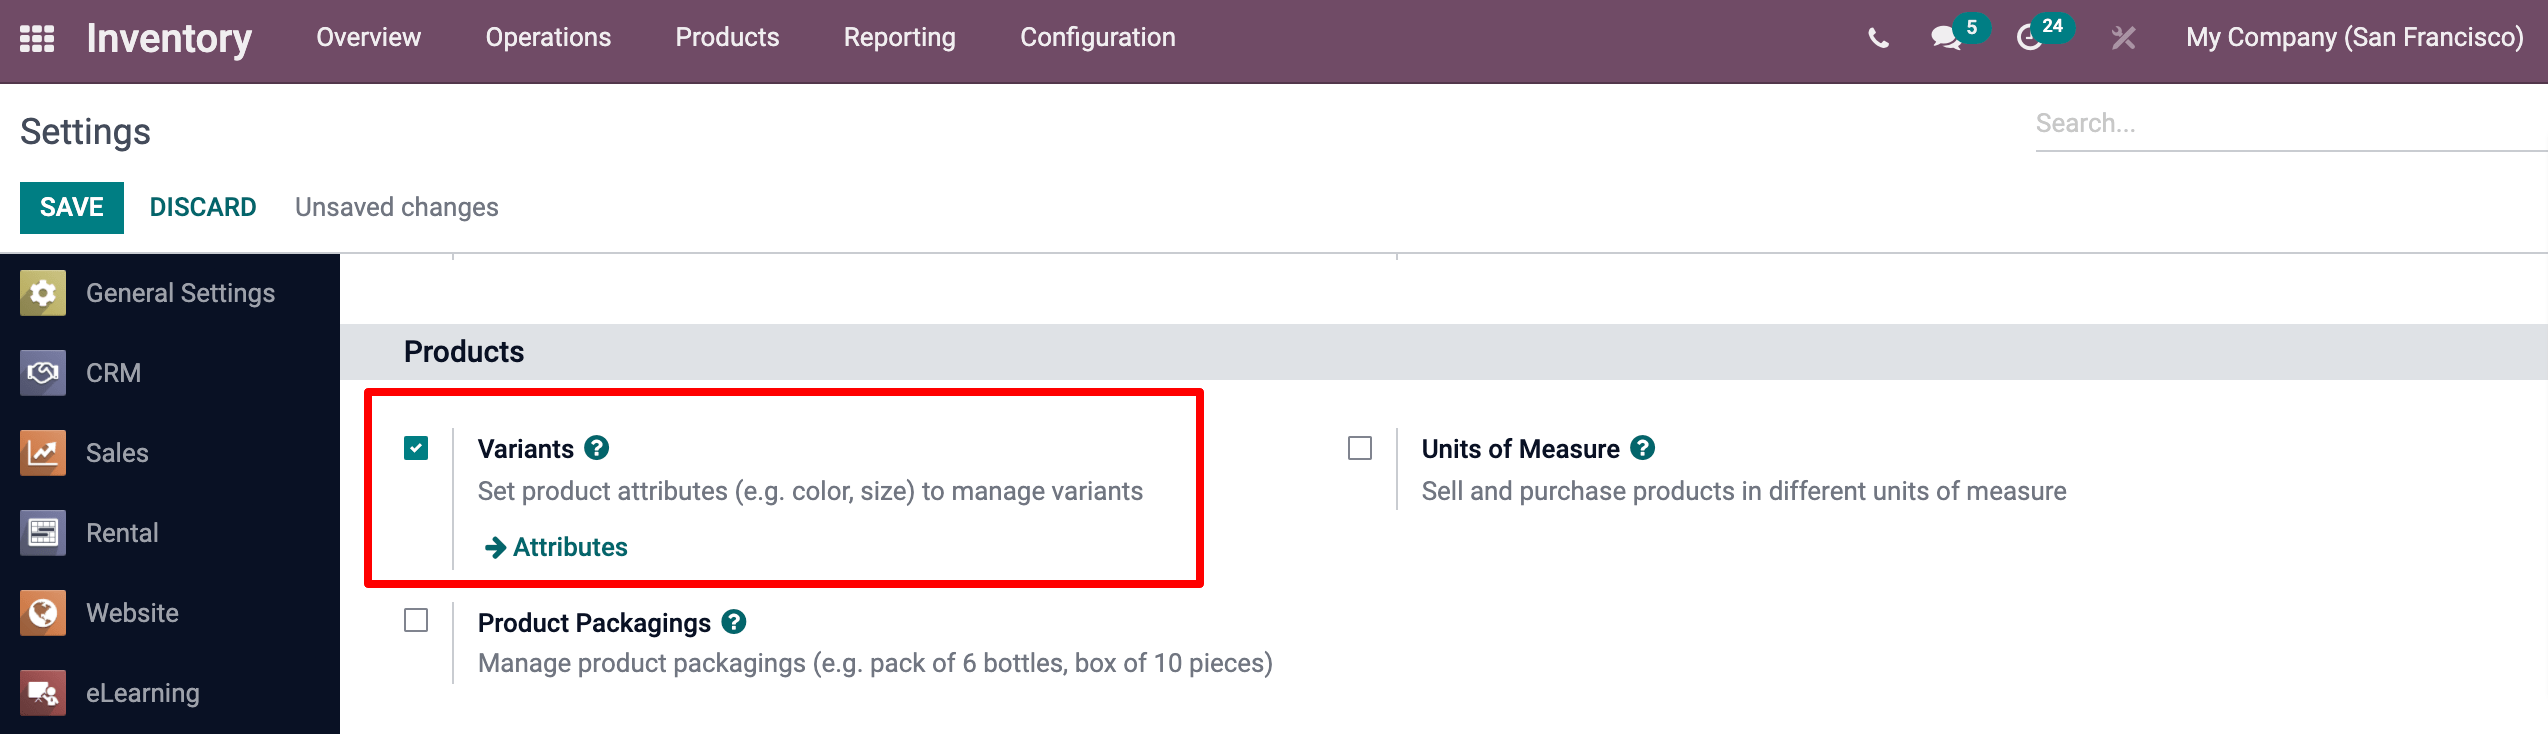 Inventory Overview Operations Products Reporting Configuration 5 24 My Company (San Francisco)
Settings Search...
SAVE DISCARD Unsaved changes
General Settings
CRM
Sales
Rental
Website
eLearning
Products
Variants ?
Set product attributes (e.g. color, size) to manage variants
Attributes
Units of Measure ?
Sell and purchase products in different units of measure
Product Packagings ?
Manage product packagings (e.g. pack of 6 bottles, box of 10 pieces)